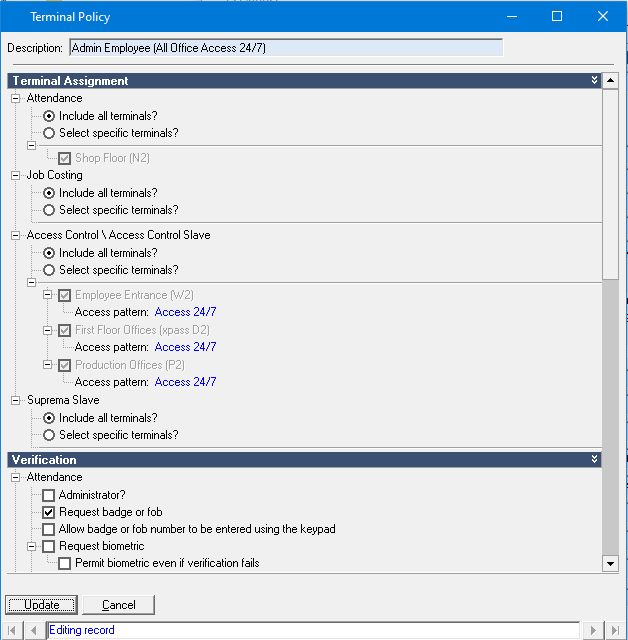 Terminal Policy
Description: Admin Employee (All Office Access 24/7)
Terminal Assignment
Attendance
Include all terminals?
Select specific terminals?
Shop Floor (N2)
Job Costing
Include all terminals?
Select specific terminals?
Access Control \ Access Control Slave
Include all terminals?
Select specific terminals?
Employee Entrance (W2)
Access pattern: Access 24/7
First Floor Offices (xpass D2)
Access pattern: Access 24/7
Production Offices (P2)
Access pattern: Access 24/7
Suprema Slave
Include all terminals?
Select specific terminals?
Verification
Attendance
Administrator?
Request badge or fob
Allow badge or fob number to be entered using the keypad
Request biometric
Permit biometric even if verification fails
Update Cancel
Editing record